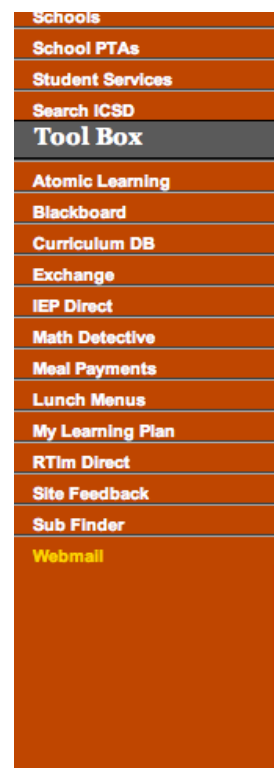 Schools
School PTAs
Student Services
Search ICSD
Tool Box
Atomic Learning
Blackboard
Curriculum DB
Exchange
IEP Direct
Math Detective
Meal Payments
Lunch Menus
My Learning Plan
RTIm Direct
Site Feedback
Sub Finder
Webmail